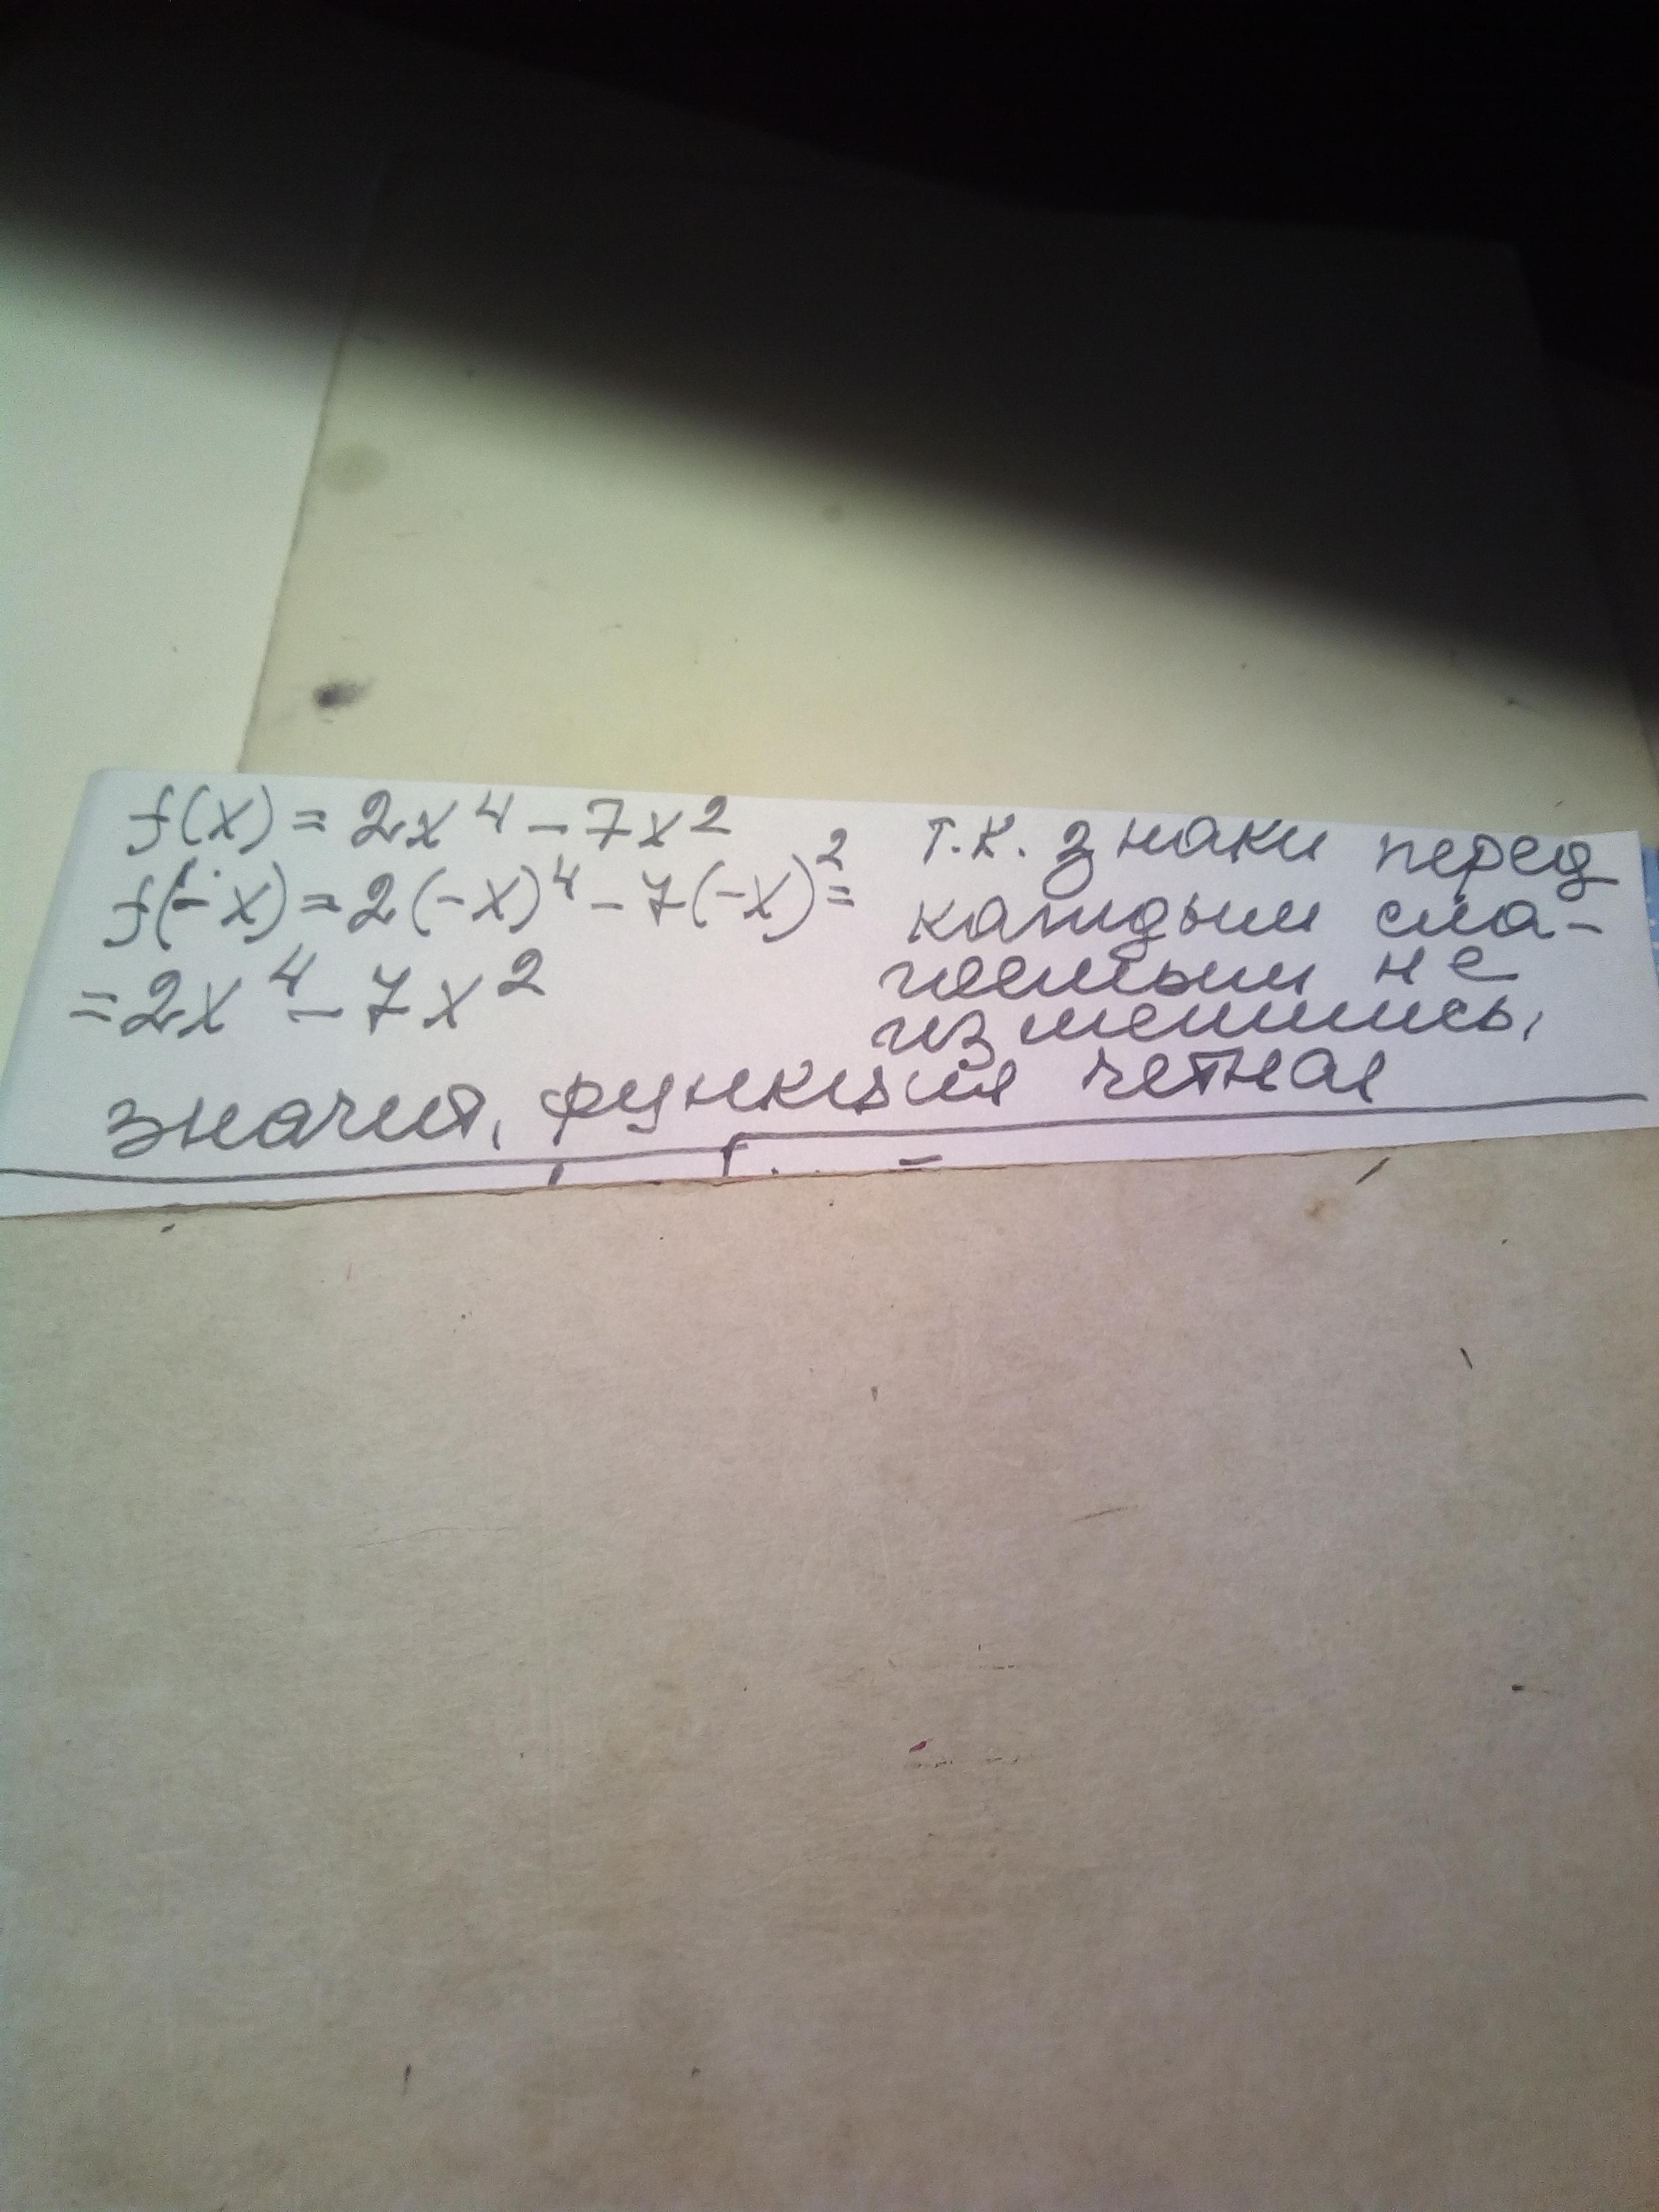 f(x) = 2x⁴ - 7x²
f(-x) = 2(-x)⁴ - 7(-x)² =
= 2x⁴ - 7x²
т.к. знаки перед
каждым сла-
гаемым не
изменились,
значит, функция четная